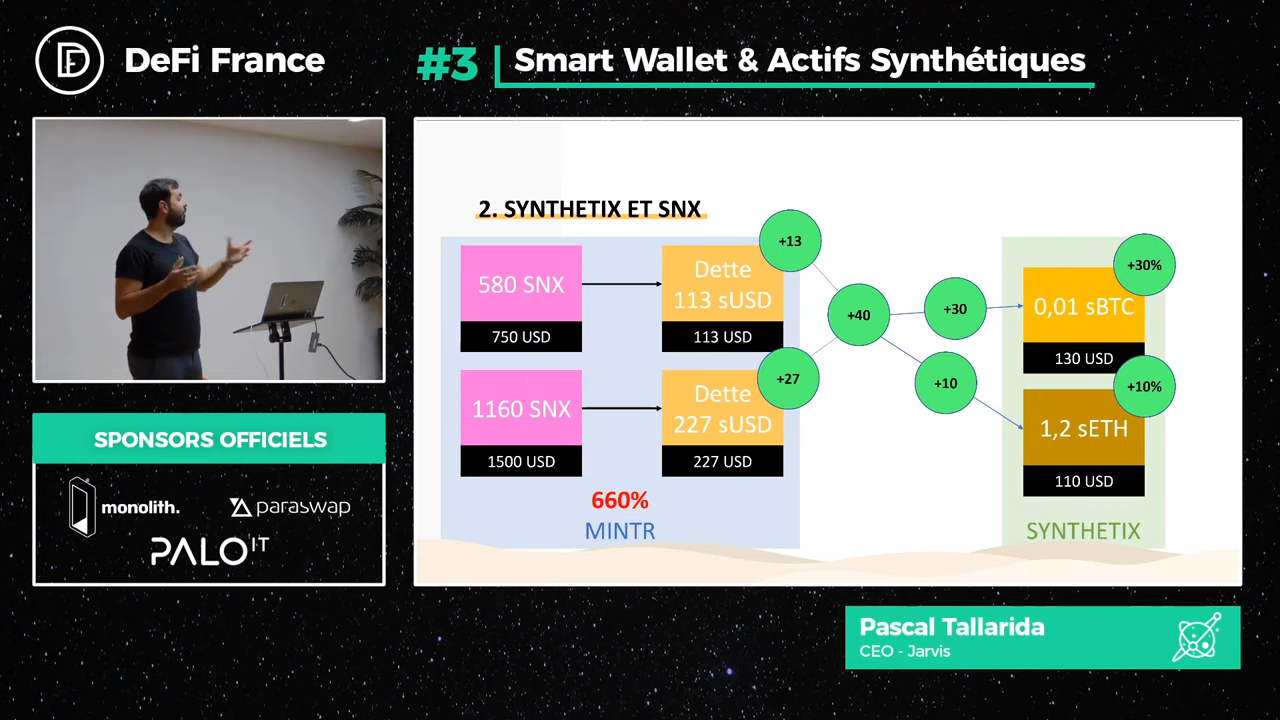 DeFi France
#3
Smart Wallet & Actifs Synthétiques
2. SYNTHETIX ET SNX
580 SNX
750 USD
Dette
113 sUSD
113 USD
+13
1160 SNX
1500 USD
Dette
227 sUSD
227 USD
+27
660%
MINTR
+40
+30
+10
0,01 sBTC
130 USD
+30%
1,2 sETH
110 USD
+10%
SYNTHETIX
SPONSORS OFFICIELS
monolith.
paraswap
PALO IT
Pascal Tallarida
CEO - Jarvis